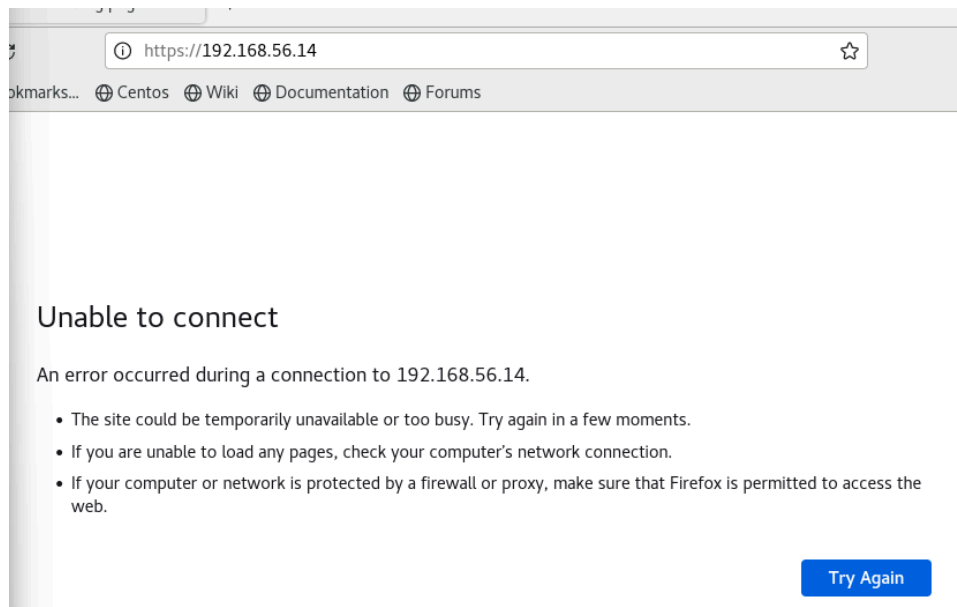 https://192.168.56.14
Centos Wiki Documentation Forums
Unable to connect
An error occurred during a connection to 192.168.56.14.
• The site could be temporarily unavailable or too busy. Try again in a few moments.
• If you are unable to load any pages, check your computer's network connection.
• If your computer or network is protected by a firewall or proxy, make sure that Firefox is permitted to access the
web.
Try Again